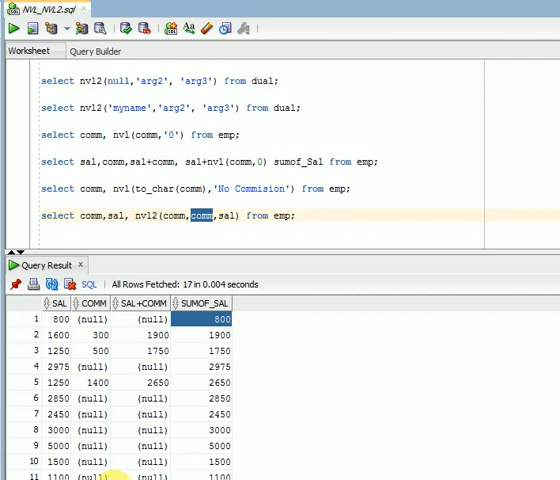 NVL_NVL2.sql ×
SQL
Worksheet Query Builder
select nvl2(null,'arg2', 'arg3') from dual;
select nvl2('myname','arg2', 'arg3') from dual;
select comm, nvl(comm,'0') from emp;
select sal,comm,sal+comm, sal+nvl(comm,0) sumof_Sal from emp;
select comm, nvl(to_char(comm),'No Commision') from emp;
select comm,sal, nvl2(comm,comm,sal) from emp;
Query Result ×
SQL All Rows Fetched: 17 in 0.004 seconds
SAL COMM SAL+COMM SUMOF_SAL
1 800 (null) (null) 800
2 1600 300 1900 1900
3 1250 500 1750 1750
4 2975 (null) (null) 2975
5 1250 1400 2650 2650
6 2850 (null) (null) 2850
7 2450 (null) (null) 2450
8 3000 (null) (null) 3000
9 5000 (null) (null) 5000
10 1500 (null) (null) 1500
11 1100 (null) (null) 1100